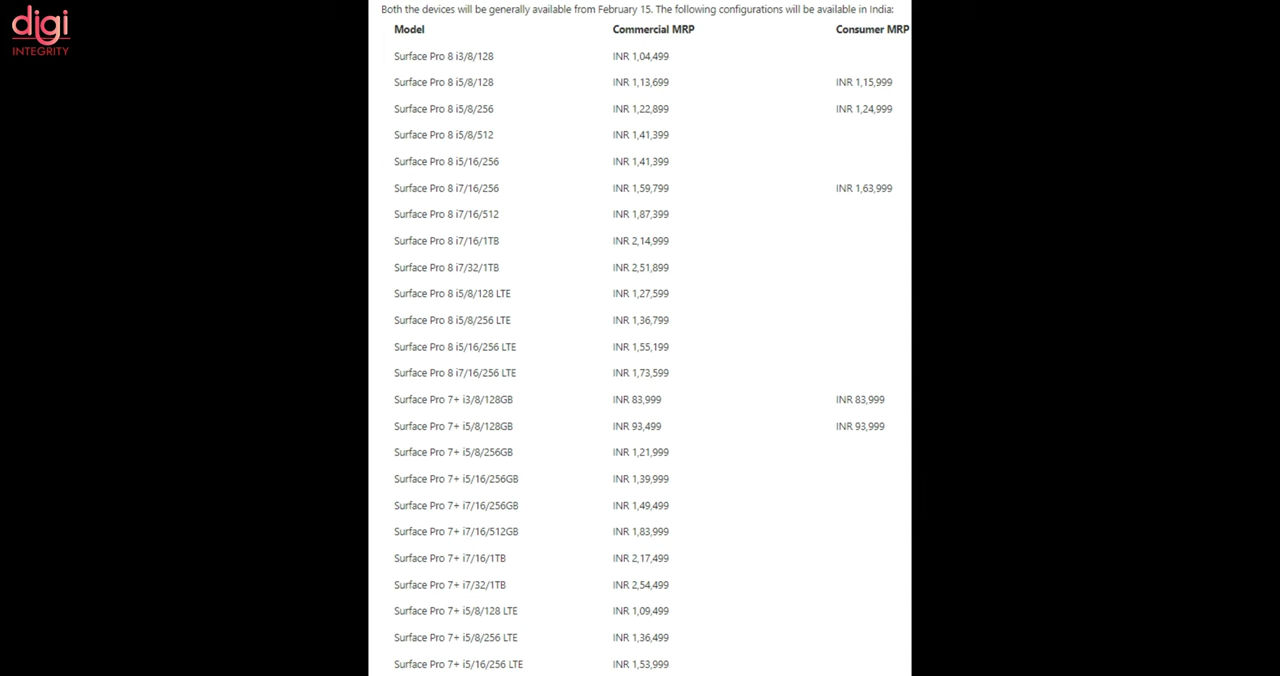 digi
INTEGRITY
Both the devices will be generally available from February 15. The following configurations will be available in India:
Model Commercial MRP Consumer MRP
Surface Pro 8 i3/8/128 INR 1,04,499
Surface Pro 8 i5/8/128 INR 1,13,699 INR 1,15,999
Surface Pro 8 i5/8/256 INR 1,22,899 INR 1,24,999
Surface Pro 8 i5/8/512 INR 1,41,399
Surface Pro 8 i5/16/256 INR 1,41,399
Surface Pro 8 i7/16/256 INR 1,59,799 INR 1,63,999
Surface Pro 8 i7/16/512 INR 1,87,399
Surface Pro 8 i7/16/1TB INR 2,14,999
Surface Pro 8 i7/32/1TB INR 2,51,899
Surface Pro 8 i5/8/128 LTE INR 1,27,599
Surface Pro 8 i5/8/256 LTE INR 1,36,799
Surface Pro 8 i5/16/256 LTE INR 1,55,199
Surface Pro 8 i7/16/256 LTE INR 1,73,599
Surface Pro 7+ i3/8/128GB INR 83,999 INR 83,999
Surface Pro 7+ i5/8/128GB INR 93,499 INR 93,999
Surface Pro 7+ i5/8/256GB INR 1,21,999
Surface Pro 7+ i5/16/256GB INR 1,39,999
Surface Pro 7+ i7/16/256GB INR 1,49,499
Surface Pro 7+ i7/16/512GB INR 1,83,999
Surface Pro 7+ i7/16/1TB INR 2,17,499
Surface Pro 7+ i7/32/1TB INR 2,54,499
Surface Pro 7+ i5/8/128 LTE INR 1,09,499
Surface Pro 7+ i5/8/256 LTE INR 1,36,499
Surface Pro 7+ i5/16/256 LTE INR 1,53,999